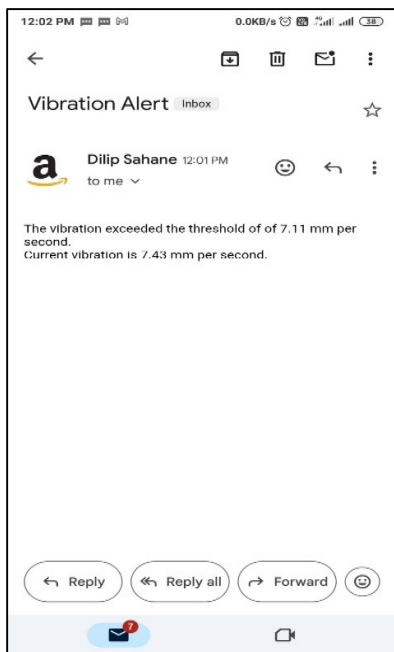 12:02 PM 0.0KB/s 38
Vibration Alert Inbox
a Dilip Sahane 12:01 PM
to me
The vibration exceeded the threshold of of 7.11 mm per
second.
Current vibration is 7.43 mm per second.
Reply Reply all Forward
7